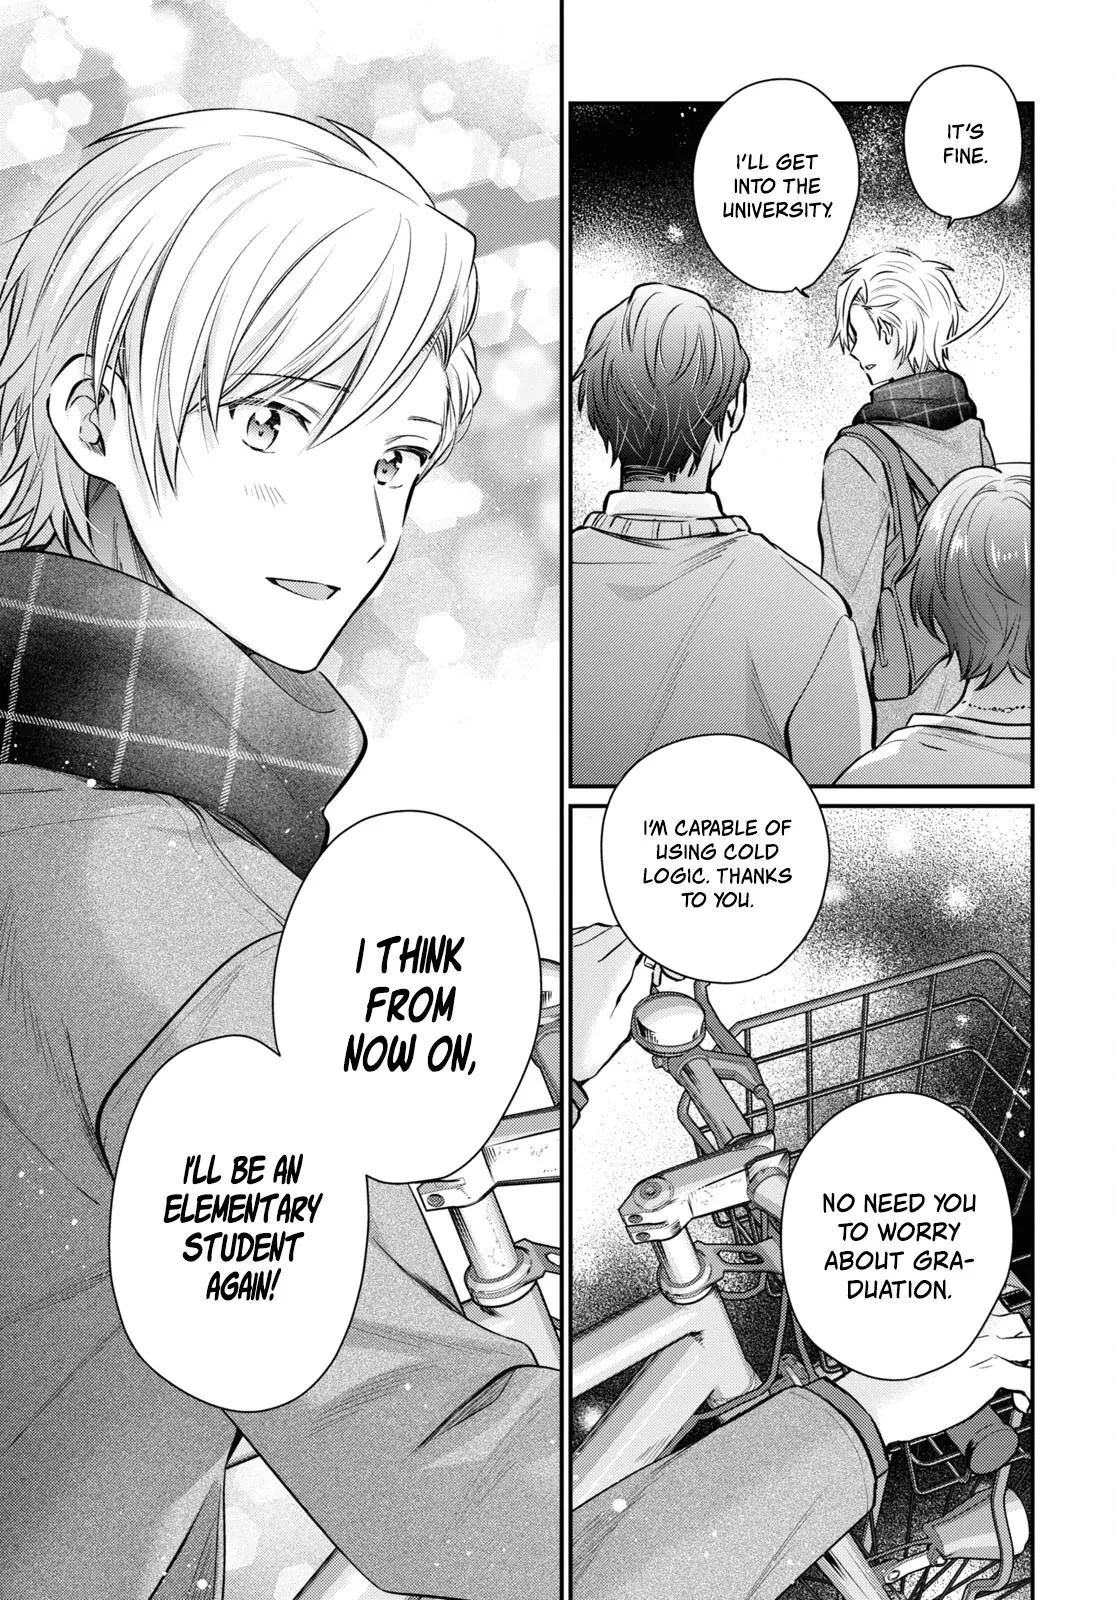 IT'S
FINE.
I'LL GET
INTO THE
UNIVERSITY.
I'M CAPABLE OF
USING COLD
LOGIC. THANKS
TO YOU.
NO NEED YOU
TO WORRY
ABOUT GRA-
DUATION.
I THINK
FROM
NOW ON,
I'LL BE AN
ELEMENTARY
STUDENT
AGAIN!